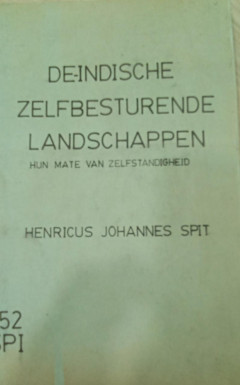 DE-INDISCHE
ZELFBESTURENDE
LANDSCHAPPEN
HUN MATE VAN ZELFSTANDIGHEID
HENRICUS JOHANNES SPIT
52
SPI